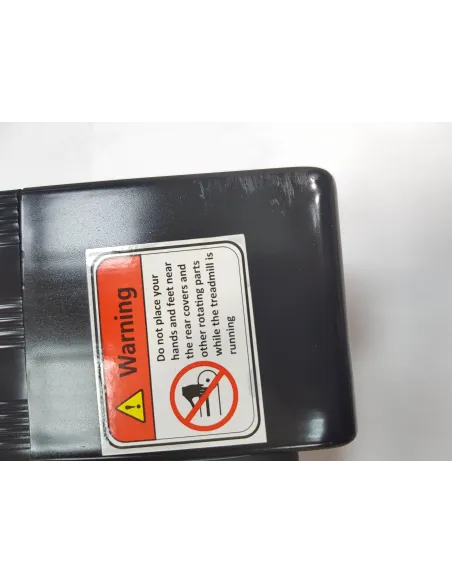 Warning
Do not place your
hands and feet near
the rear covers and
other rotating parts
while the treadmill is
running